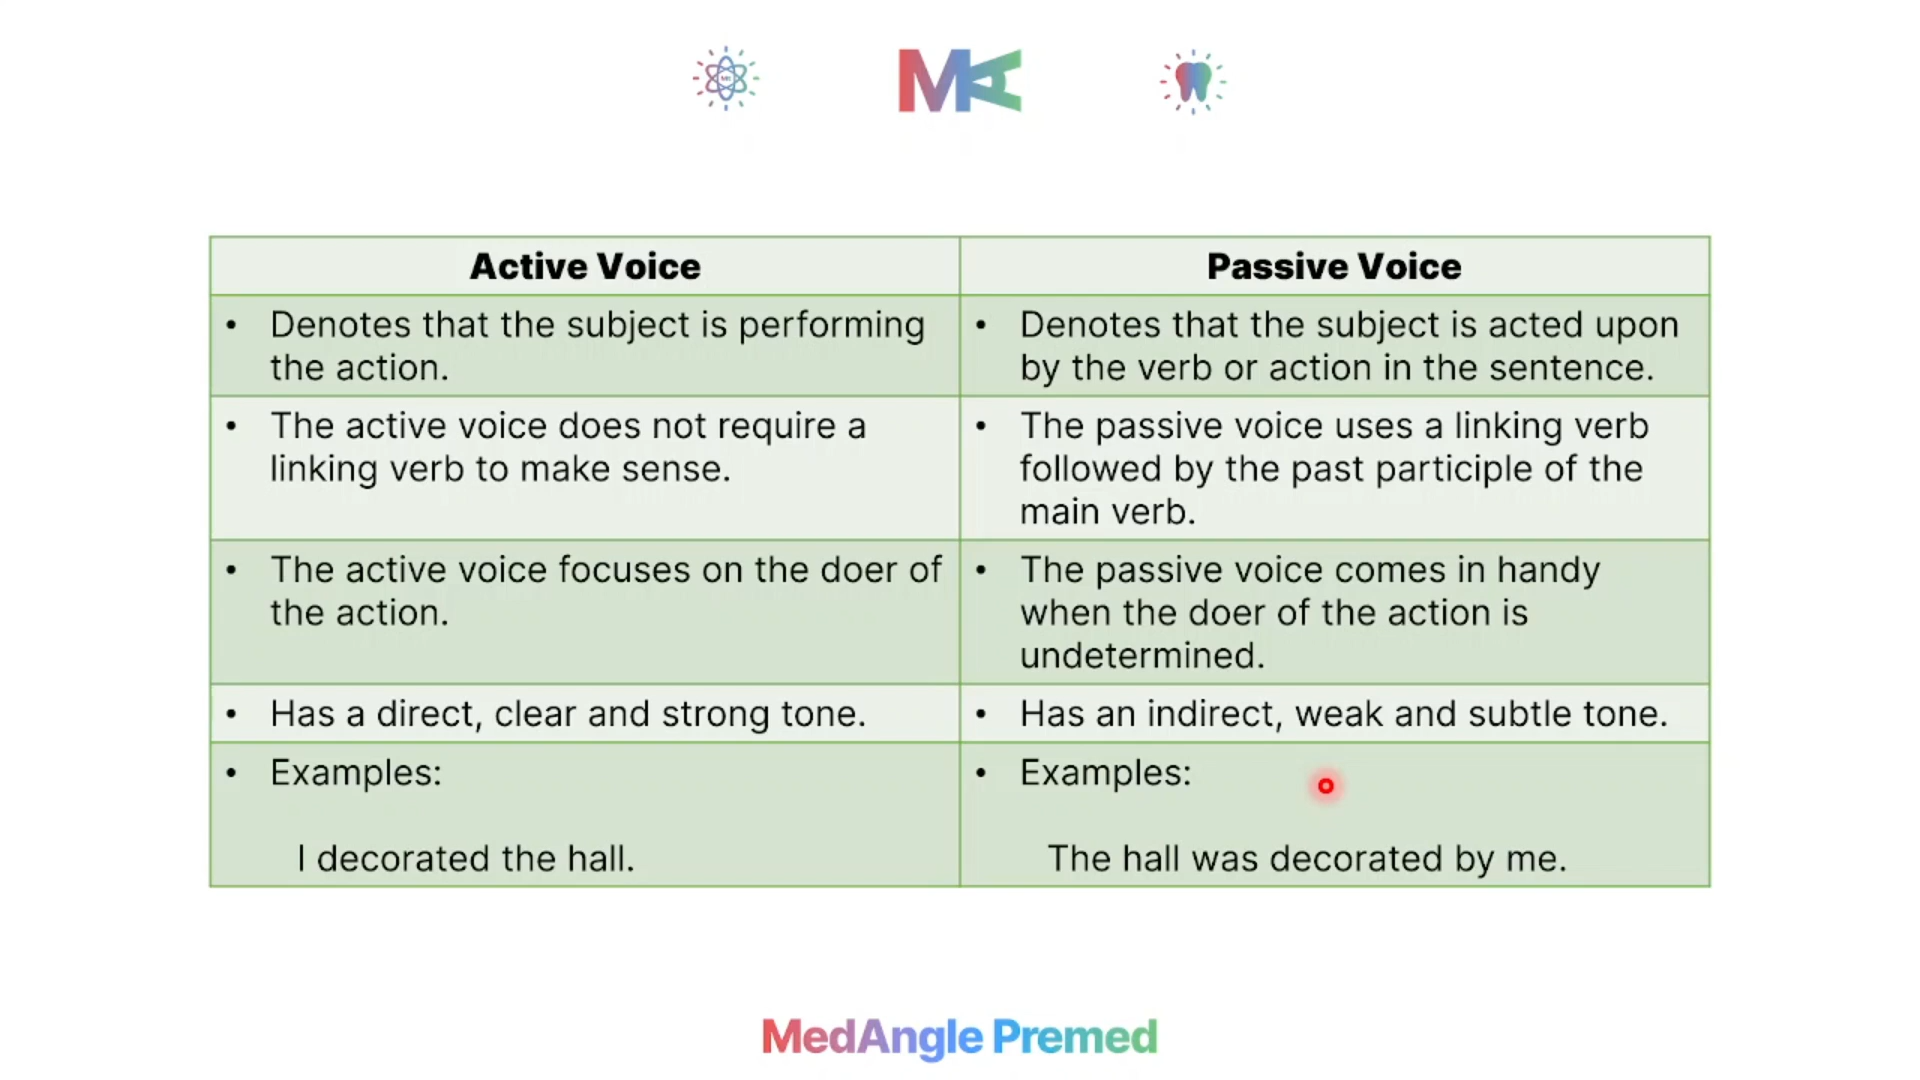 MA
Active Voice
Passive Voice
• Denotes that the subject is performing
the action.
• Denotes that the subject is acted upon
by the verb or action in the sentence.
• The active voice does not require a
linking verb to make sense.
• The passive voice uses a linking verb
followed by the past participle of the
main verb.
• The active voice focuses on the doer of
the action.
• The passive voice comes in handy
when the doer of the action is
undetermined.
• Has a direct, clear and strong tone.
• Has an indirect, weak and subtle tone.
• Examples:
I decorated the hall.
• Examples:
The hall was decorated by me.
MedAngle Premed